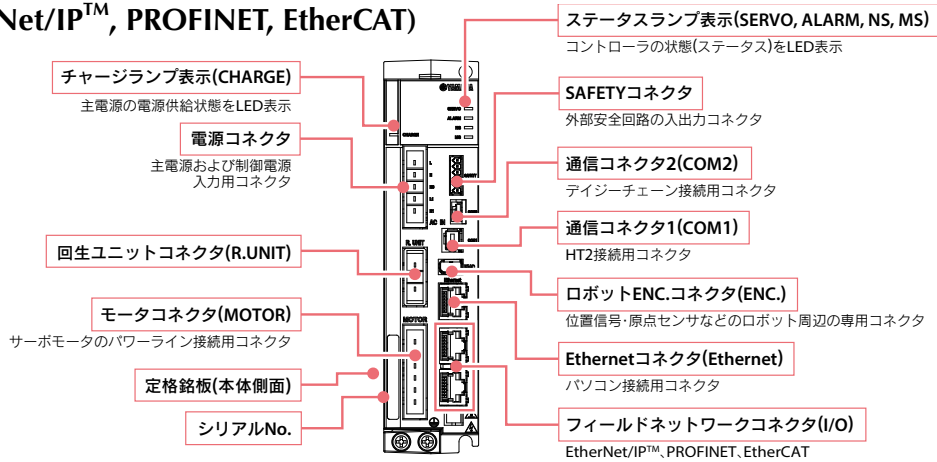 Net/IP™, PROFINET, EtherCAT)
ステータスランプ表示(SERVO, ALARM, NS, MS)
コントローラの状態(ステータス)をLED表示
チャージランプ表示(CHARGE)
主電源の電源供給状態をLED表示
SAFETYコネクタ
外部安全回路の入出力コネクタ
電源コネクタ
主電源および制御電源
入力用コネクタ
通信コネクタ2(COM2)
デイジーチェーン接続用コネクタ
通信コネクタ1(COM1)
HT2接続用コネクタ
回生ユニットコネクタ(R.UNIT)
ロボットENC.コネクタ(ENC.)
位置信号・原点センサなどのロボット周辺の専用コネクタ
モータコネクタ(MOTOR)
サーボモータのパワーライン接続用コネクタ
Ethernetコネクタ(Ethernet)
パソコン接続用コネクタ
定格銘板(本体側面)
シリアルNo.
フィールドネットワークコネクタ(I/O)
EtherNet/IP™、PROFINET、EtherCAT
SERVO
ALARM
CHARGE
AC IN
R. UNIT
Ethernet
MOTOR